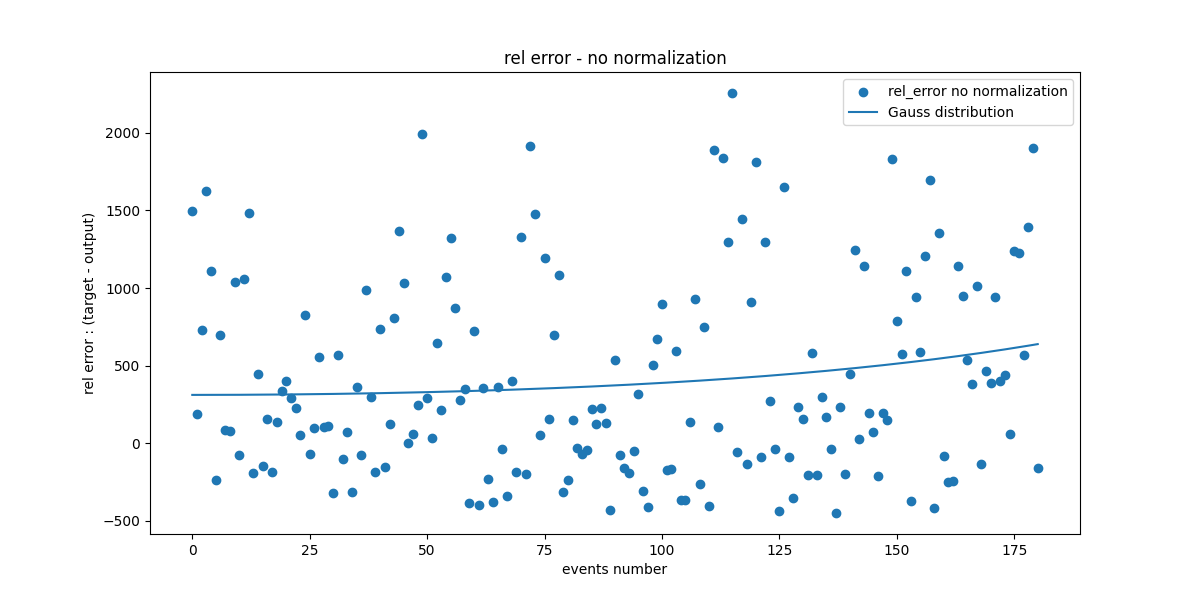 rel error - no normalization
rel_error no normalization
Gauss distribution
rel error : (target - output)
2000
1500
1000
500
0
−500
0 25 50 75 100 125 150 175
events number